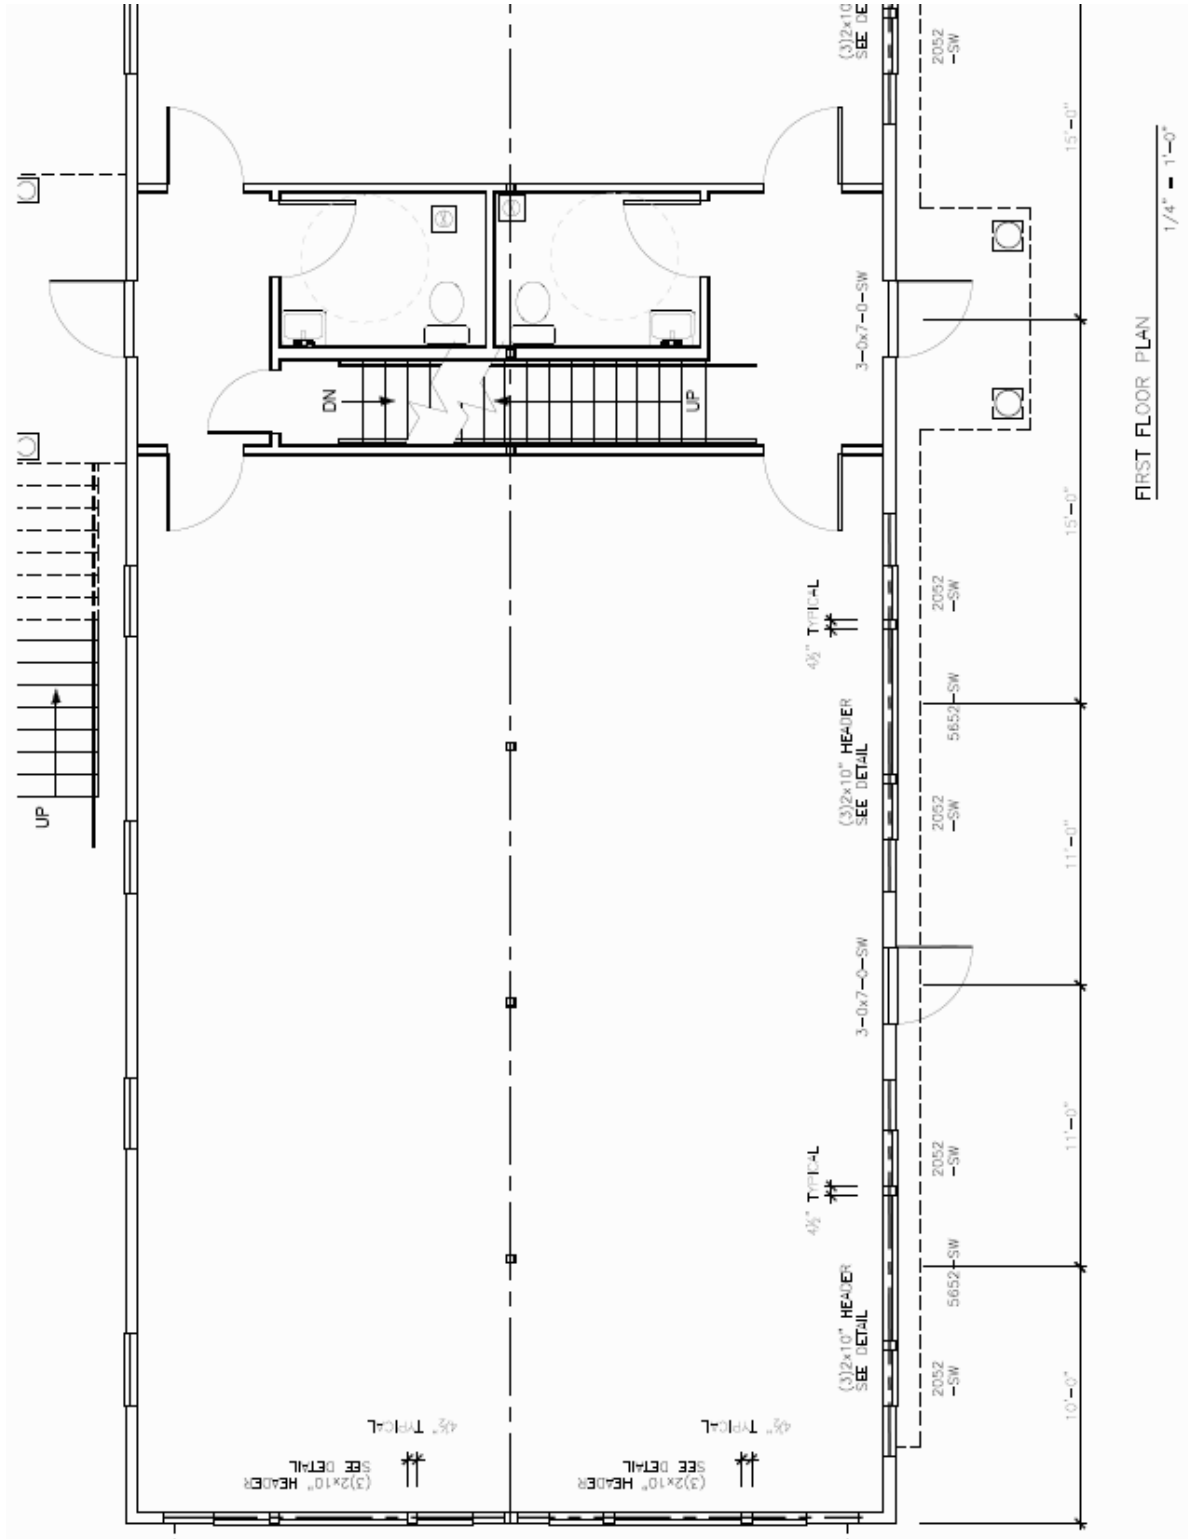 (3)2x10
SEE DE
2052
-SW
15'-0"
1/4" = 1'-0"
3-0x7-0-SW
FIRST FLOOR PLAN
DN
UP
15'-0"
4½" TYPICAL
2052
-SW
(3)2x10" HEADER
SEE DETAIL
5652-SW
UP
2052
-SW
11'-0"
3-0x7-0-SW
11'-0"
4½" TYPICAL
2052
-SW
(3)2x10" HEADER
SEE DETAIL
5652-SW
2052
-SW
10'-0"
4½" TYPICAL
4½" TYPICAL
(3)2x10" HEADER
SEE DETAIL
(3)2x10" HEADER
SEE DETAIL